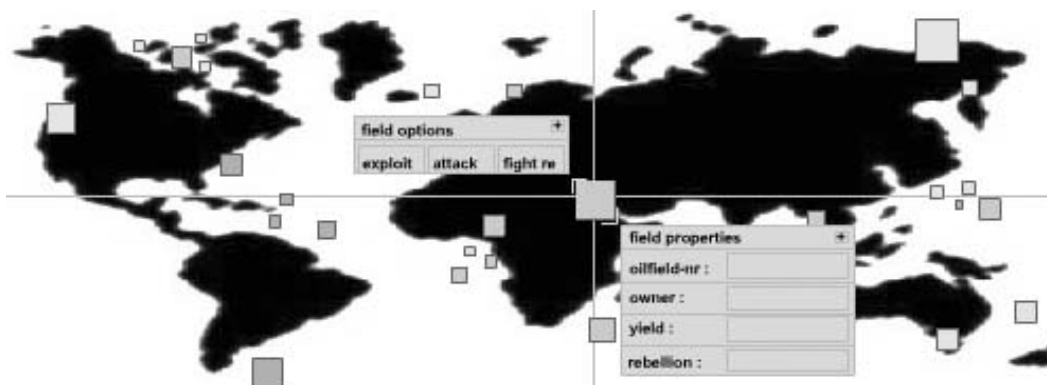 field options +
exploit attack fight re
field properties +
oilfield-nr :
owner :
yield :
rebellion :